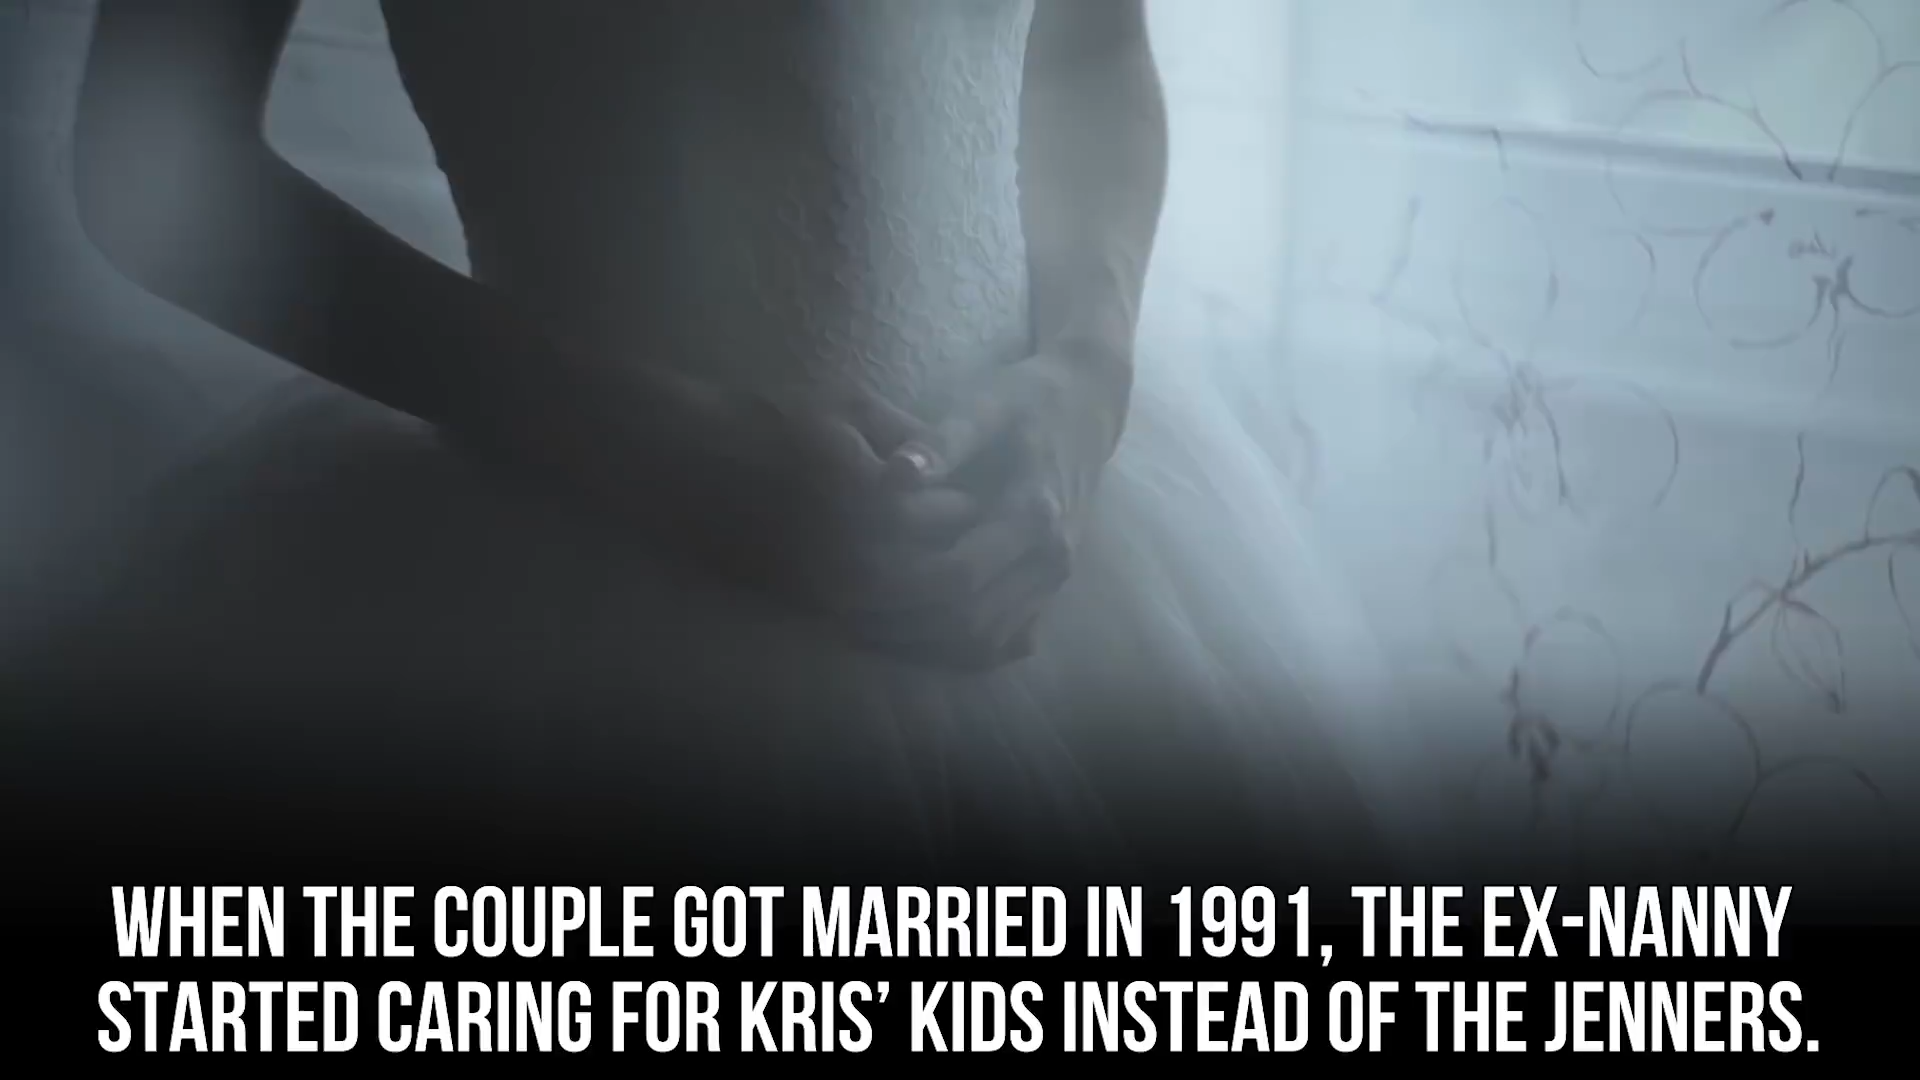 WHEN THE COUPLE GOT MARRIED IN 1991, THE EX-NANNY
STARTED CARING FOR KRIS’ KIDS INSTEAD OF THE JENNERS.